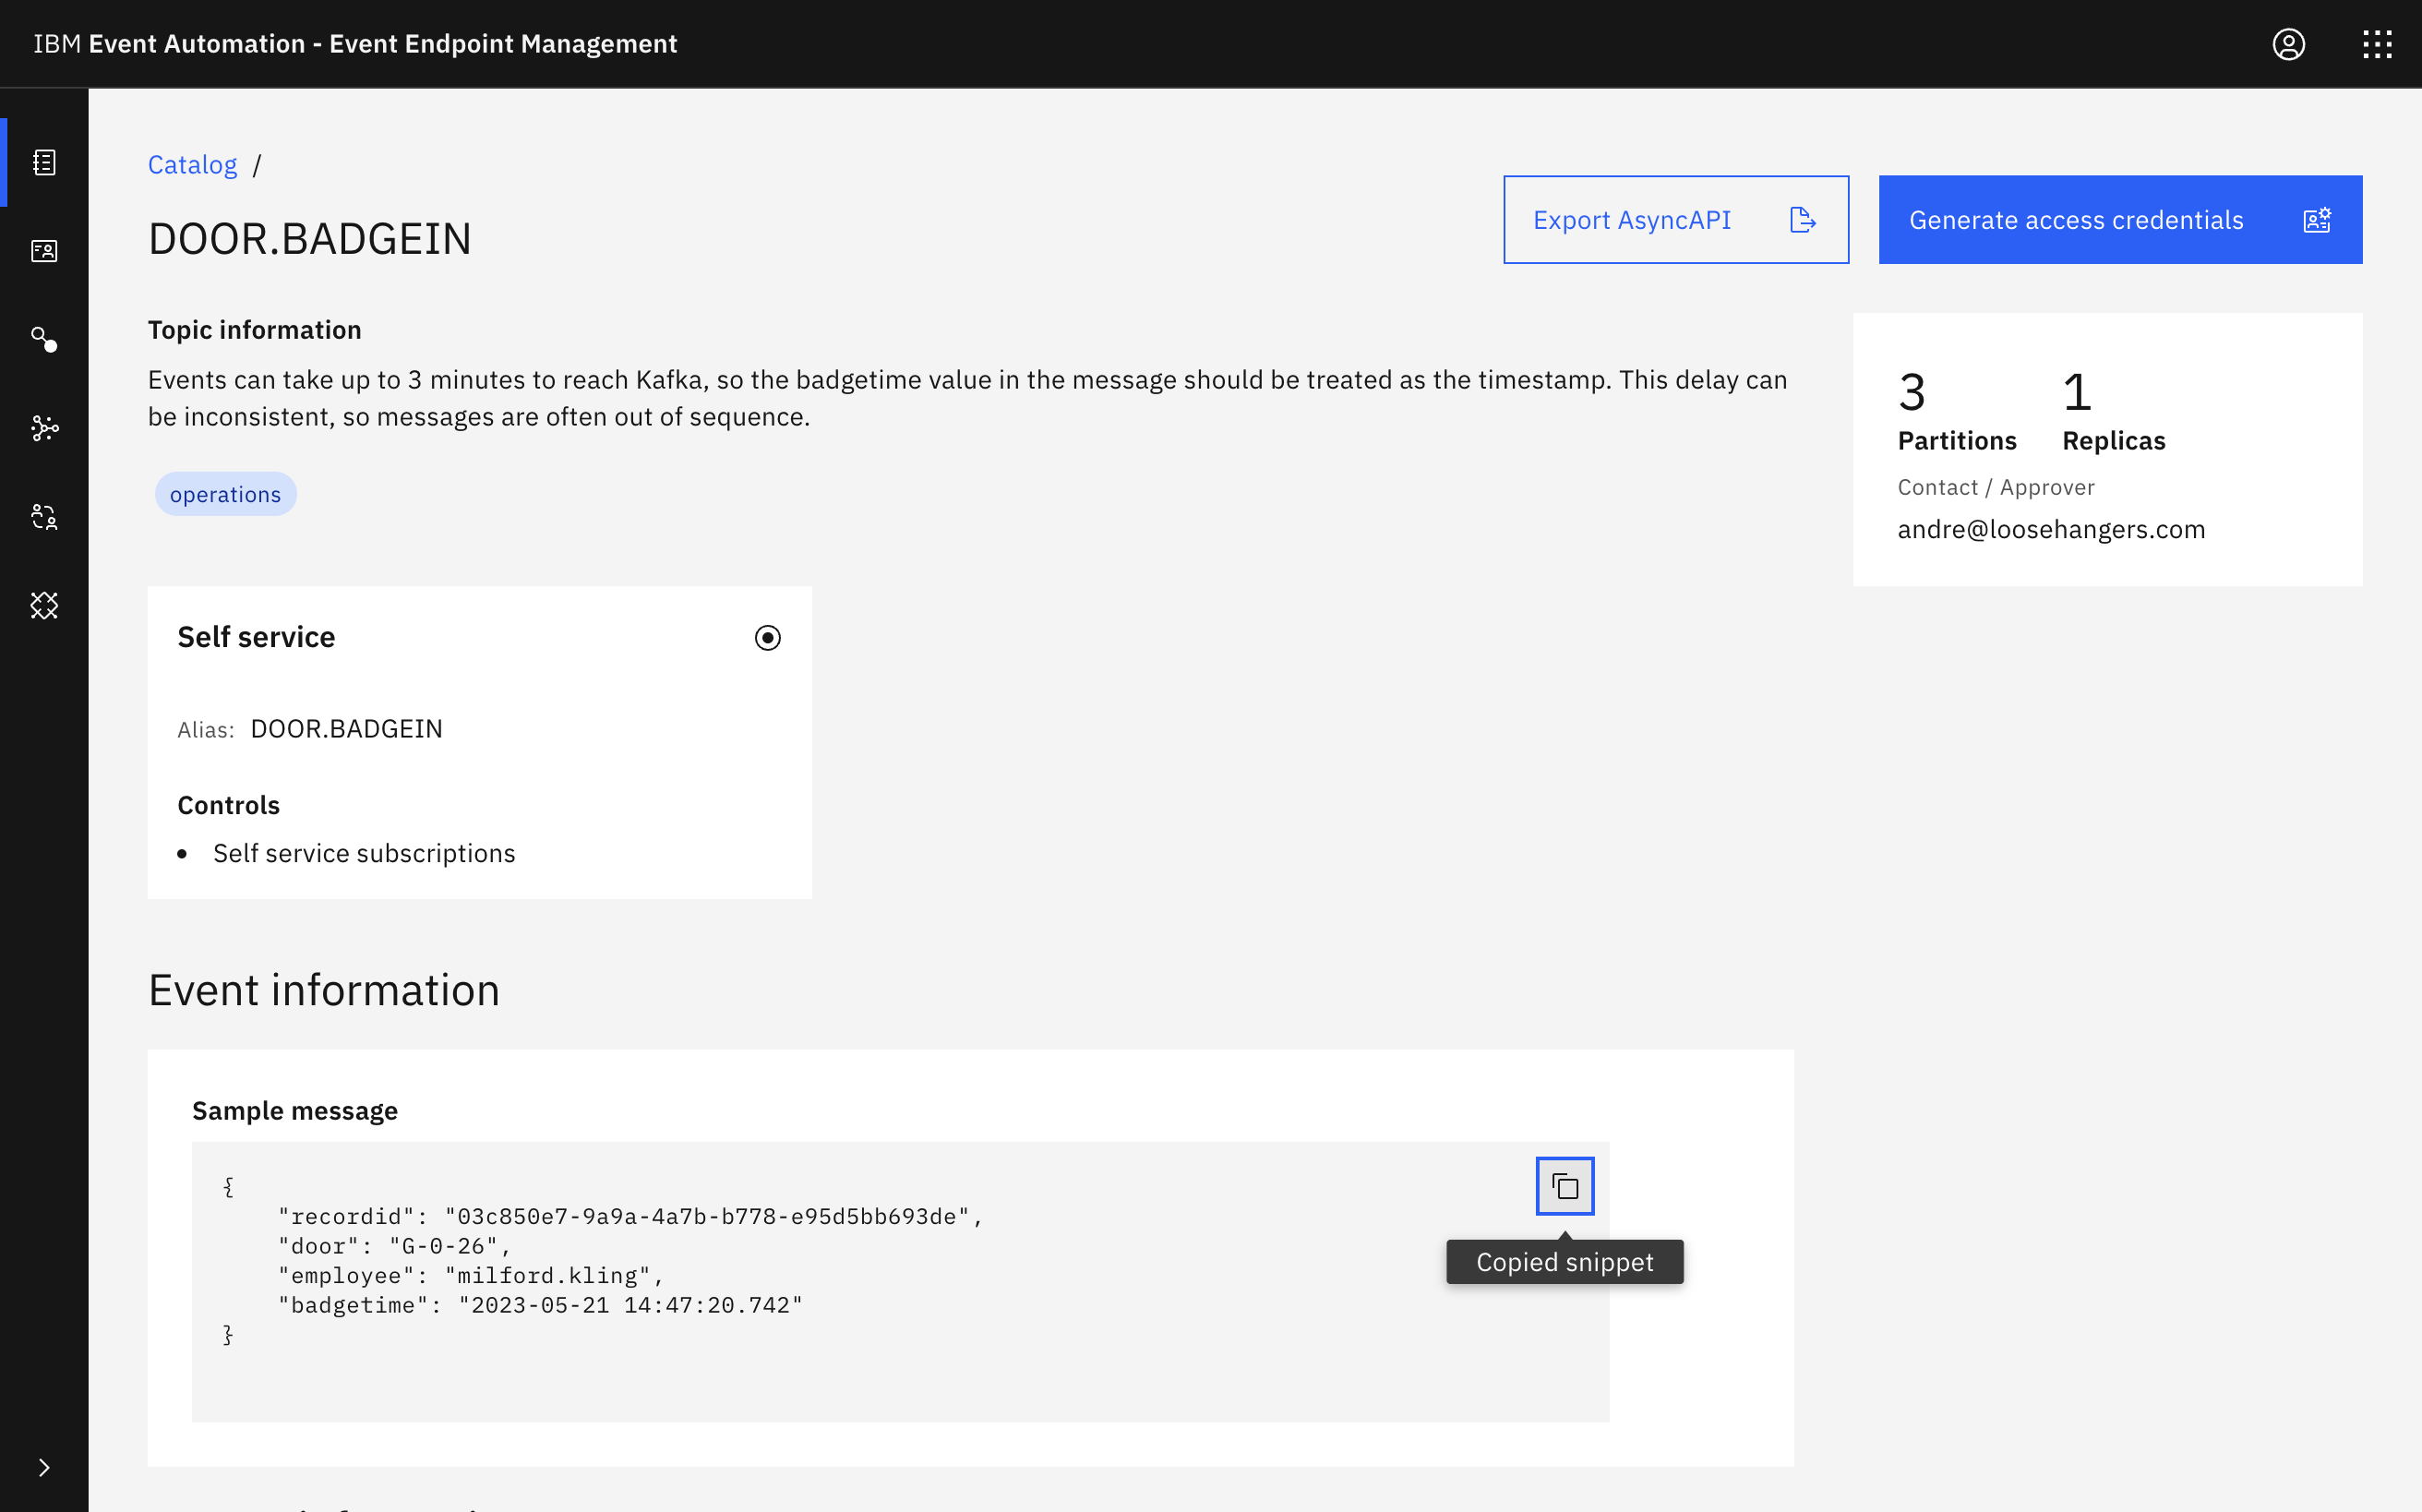 IBM Event Automation - Event Endpoint Management
Catalog /
DOOR.BADGEIN
Export AsyncAPI
Generate access credentials
Topic information
Events can take up to 3 minutes to reach Kafka, so the badgetime value in the message should be treated as the timestamp. This delay can
be inconsistent, so messages are often out of sequence.
operations
3 1
Partitions Replicas
Contact / Approver
andre@loosehangers.com
Self service
Alias: DOOR.BADGEIN
Controls
• Self service subscriptions
Event information
Sample message
{
    "recordid": "03c850e7-9a9a-4a7b-b778-e95d5bb693de",
    "door": "G-0-26",
    "employee": "milford.kling",
    "badgetime": "2023-05-21 14:47:20.742"
}
Copied snippet